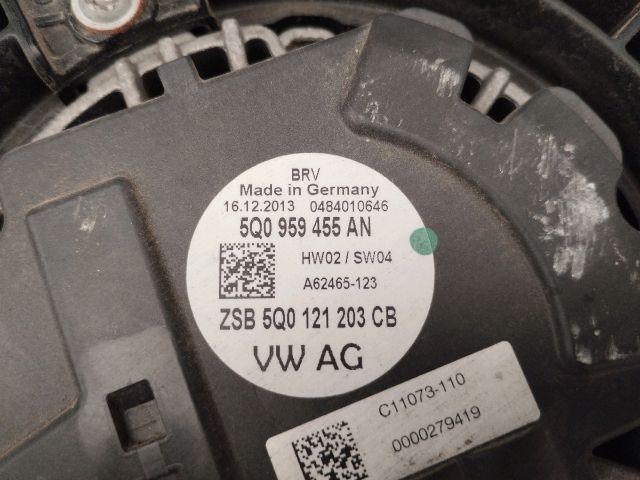 BRV
Made in Germany
16.12.2013 0484010646
5Q0 959 455 AN
HW02 / SW04
A62465-123
ZSB 5Q0 121 203 CB
VW AG
C11073-110
0000279419